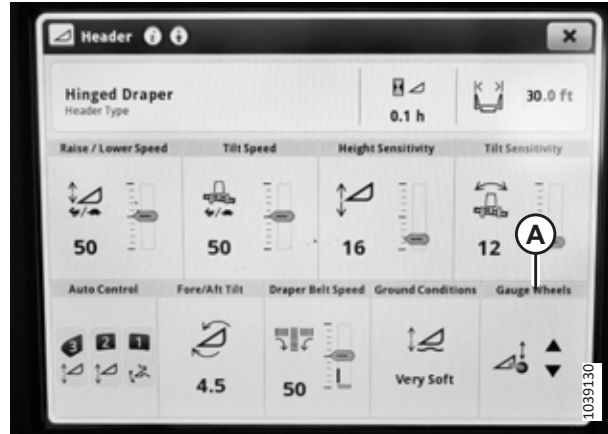 Header i
Hinged Draper
Header Type
0.1 h
30.0 ft
Raise / Lower Speed Tilt Speed Height Sensitivity Tilt Sensitivity
50 50 16 12
A
Auto Control Fore/Aft Tilt Draper Belt Speed Ground Conditions Gauge Wheels
3 2 1
4.5 50 Very Soft
1039130